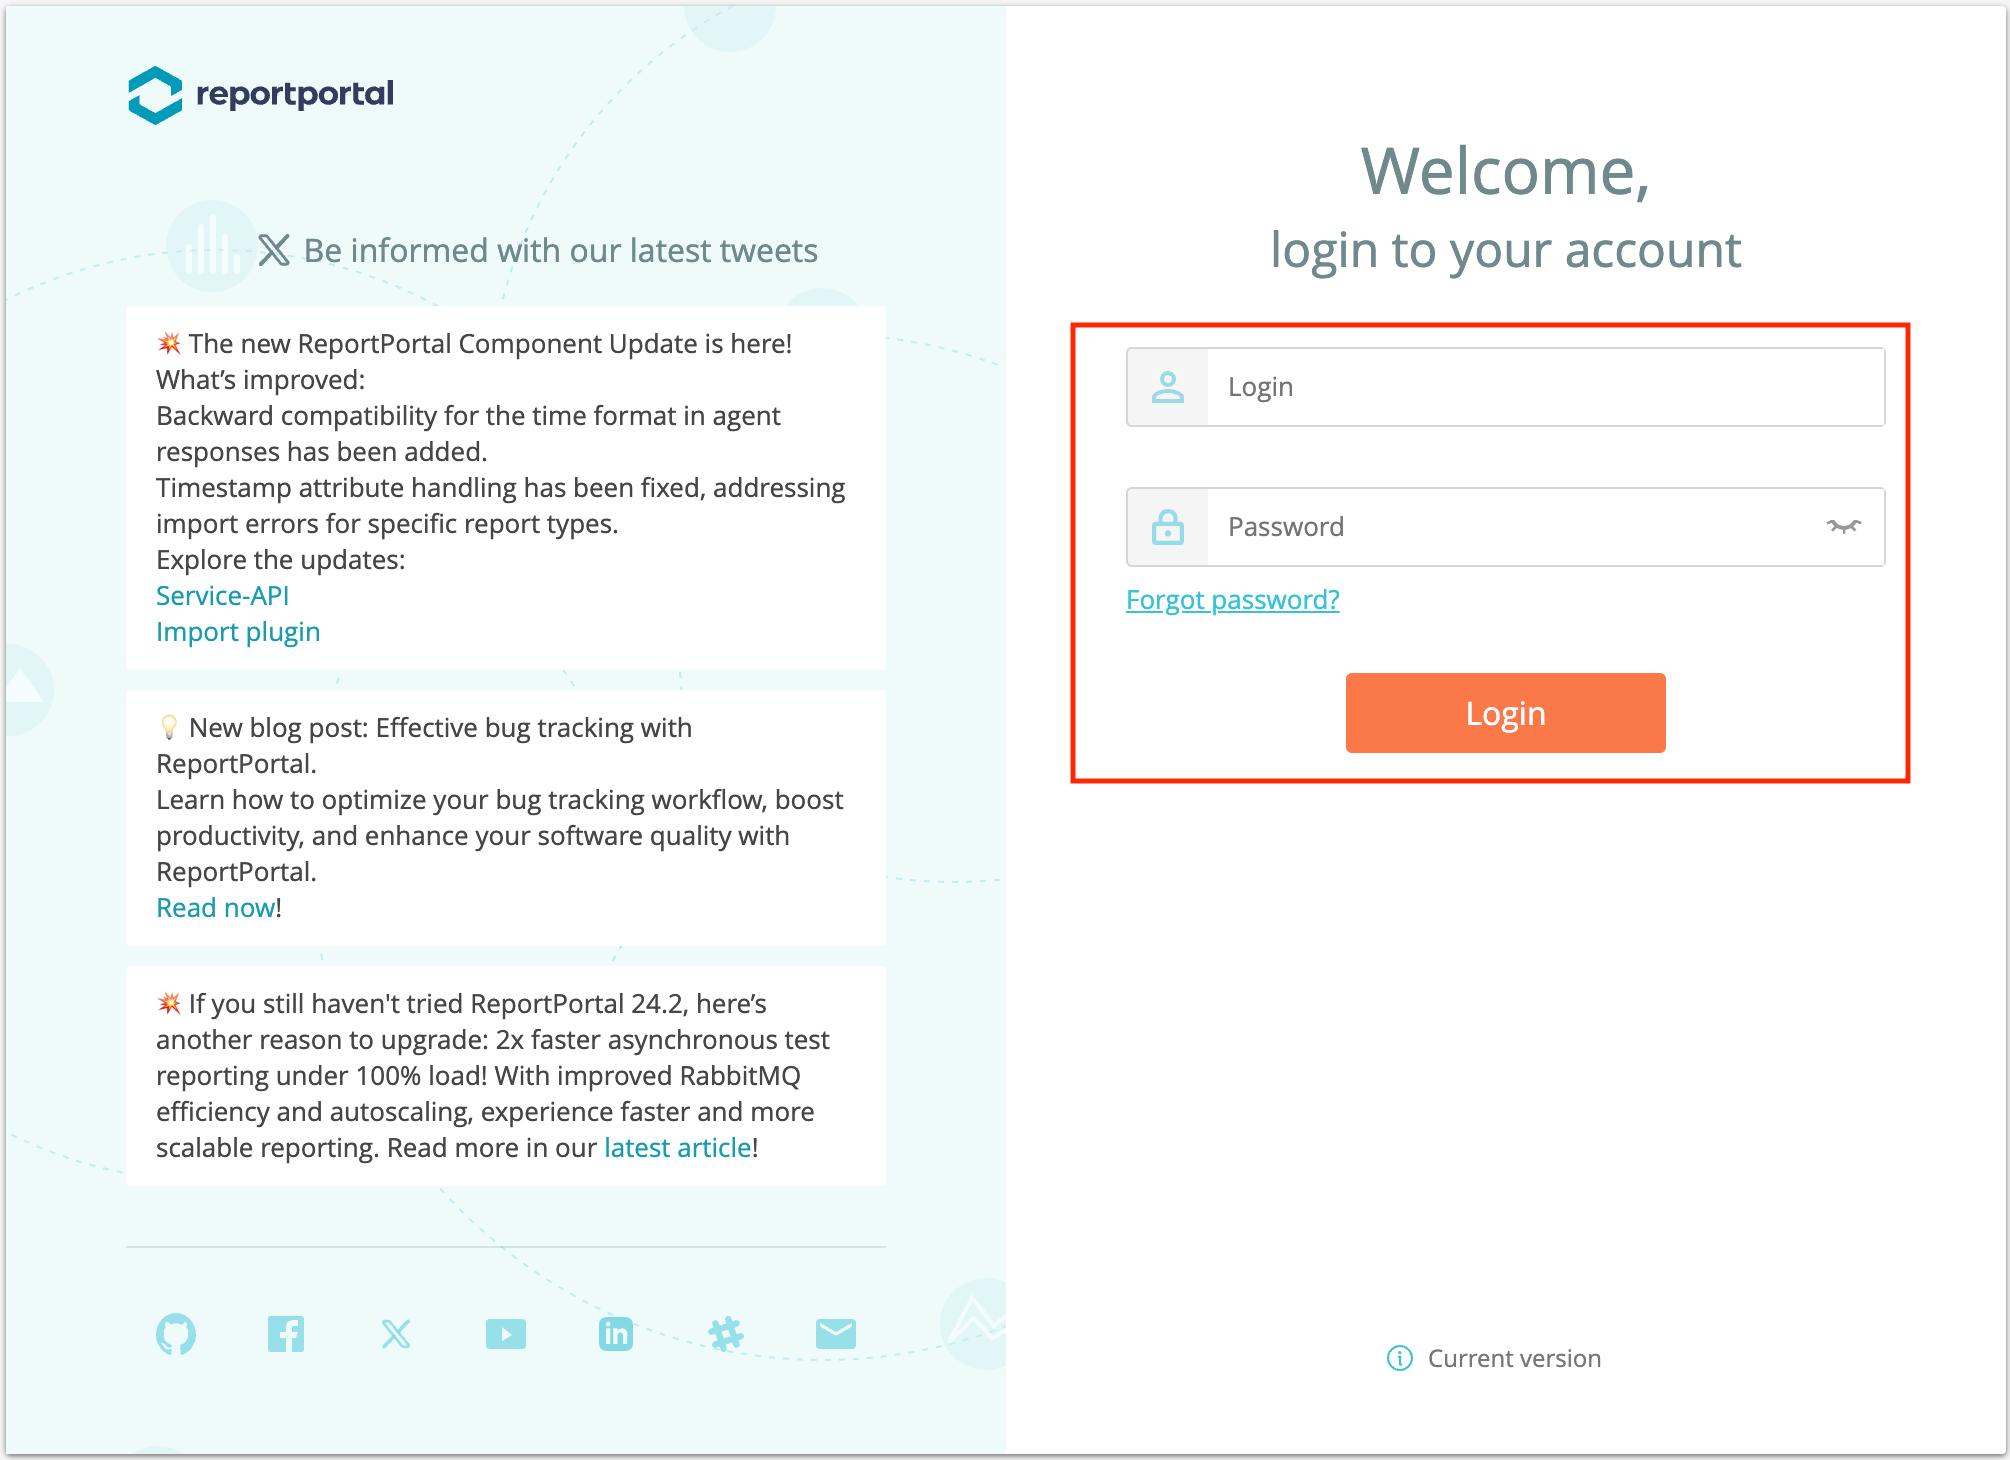 reportportal
Be informed with our latest tweets
💥 The new ReportPortal Component Update is here!
What’s improved:
Backward compatibility for the time format in agent
responses has been added.
Timestamp attribute handling has been fixed, addressing
import errors for specific report types.
Explore the updates:
Service-API
Import plugin
💡 New blog post: Effective bug tracking with
ReportPortal.
Learn how to optimize your bug tracking workflow, boost
productivity, and enhance your software quality with
ReportPortal.
Read now!
💥 If you still haven't tried ReportPortal 24.2, here’s
another reason to upgrade: 2x faster asynchronous test
reporting under 100% load! With improved RabbitMQ
efficiency and autoscaling, experience faster and more
scalable reporting. Read more in our latest article!
Welcome,
login to your account
Login
Password
Forgot password?
Login
Current version